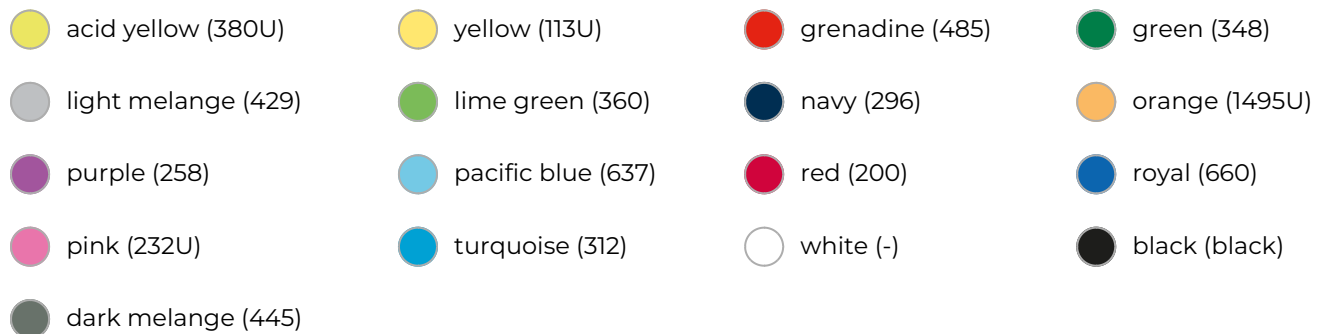 acid yellow (380U)
yellow (113U)
grenadine (485)
green (348)
light melange (429)
lime green (360)
navy (296)
orange (1495U)
purple (258)
pacific blue (637)
red (200)
royal (660)
pink (232U)
turquoise (312)
white (-)
black (black)
dark melange (445)